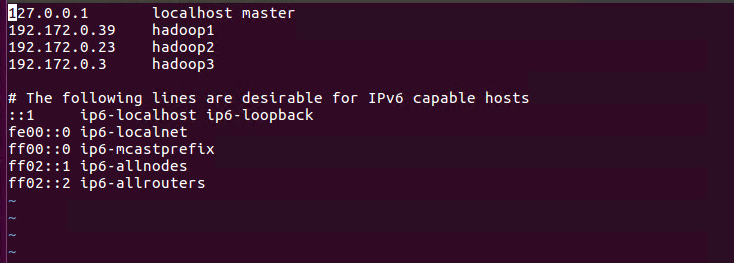 127.0.0.1       localhost master
192.172.0.39    hadoop1
192.172.0.23    hadoop2
192.172.0.3     hadoop3

# The following lines are desirable for IPv6 capable hosts
::1     ip6-localhost ip6-loopback
fe00::0 ip6-localnet
ff00::0 ip6-mcastprefix
ff02::1 ip6-allnodes
ff02::2 ip6-allrouters
~
~
~
~